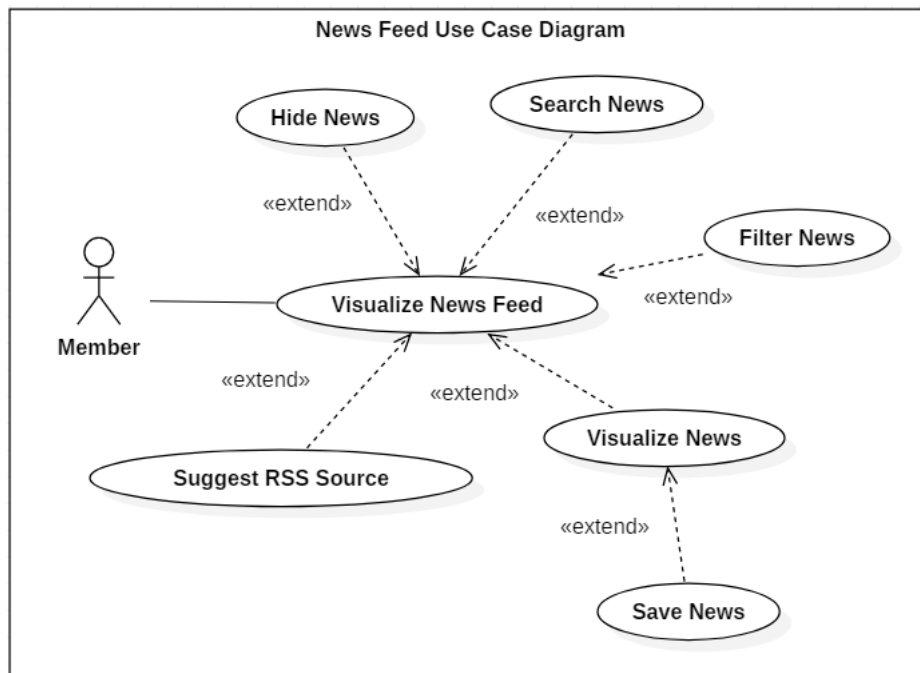 News Feed Use Case Diagram
Hide News
Search News
«extend»
«extend»
Filter News
«extend»
Visualize News Feed
Member
«extend»
«extend»
Visualize News
Suggest RSS Source
«extend»
Save News